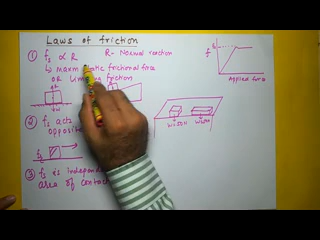 Laws of friction
① fs ∝ R   R- Normal reaction
↳ maxm static frictional force
OR Limiting friction
② fs acts
opposite
③ fs is independent
area of contact
fs
Applied force
W=50N